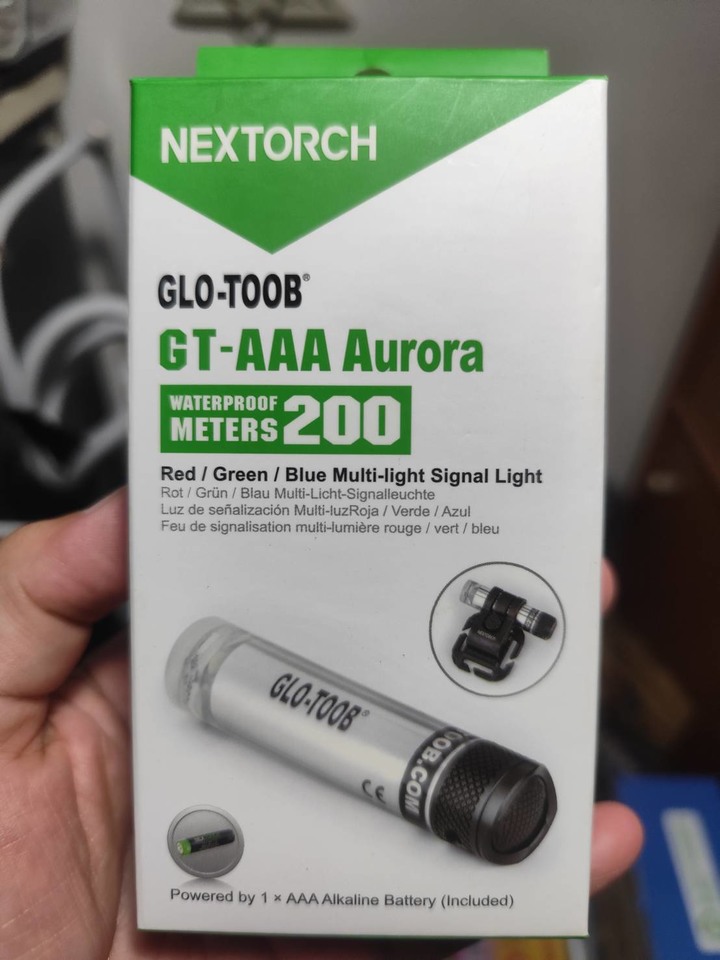 NEXTORCH
GLO-TOOB®
GT-AAA Aurora
WATERPROOF
METERS 200
Red / Green / Blue Multi-light Signal Light
Rot / Grün / Blau Multi-Licht-Signalleuchte
Luz de señalización Multi-luzRoja / Verde / Azul
Feu de signalisation multi-lumière rouge / vert / bleu
NEXTORCH
GLO-TOOB®
CE
OOB.COM
Powered by 1 × AAA Alkaline Battery (Included)